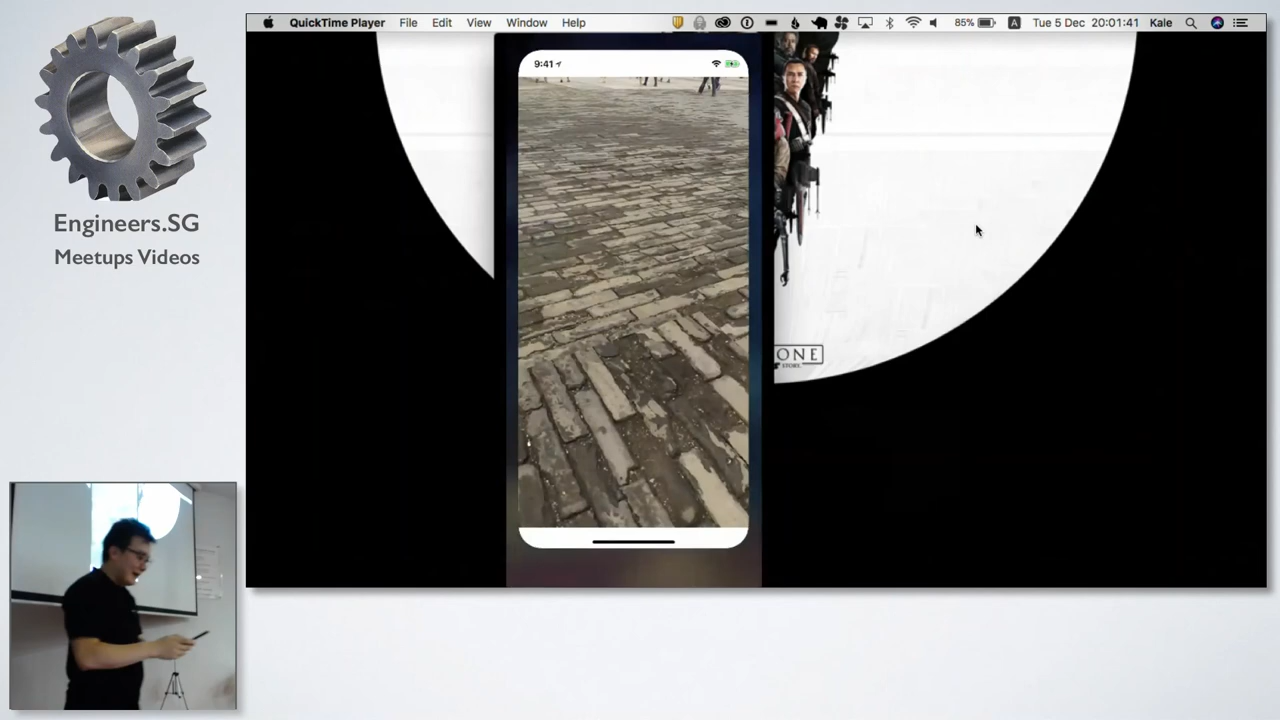 Engineers.SG
Meetups Videos
QuickTime Player File Edit View Window Help
85%
A
Tue 5 Dec 20:01:41 Kale
9:41
ONE
STORY.